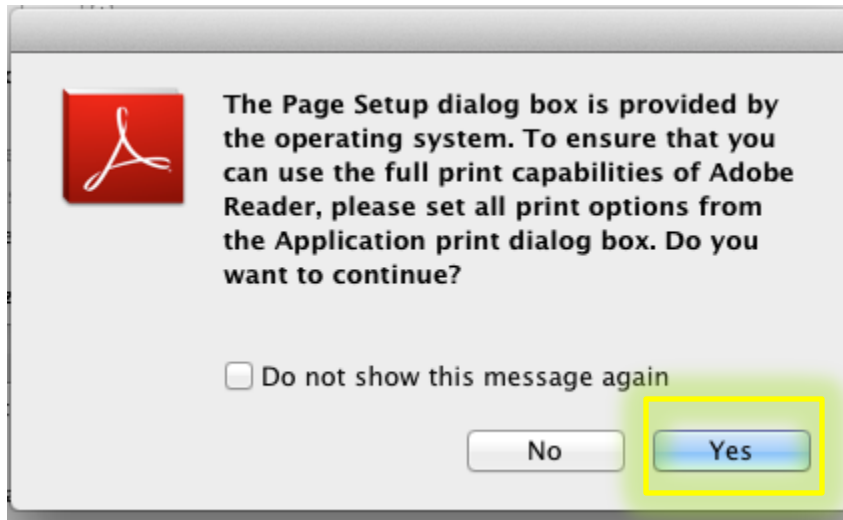 The Page Setup dialog box is provided by
the operating system. To ensure that you
can use the full print capabilities of Adobe
Reader, please set all print options from
the Application print dialog box. Do you
want to continue?
Do not show this message again
No
Yes